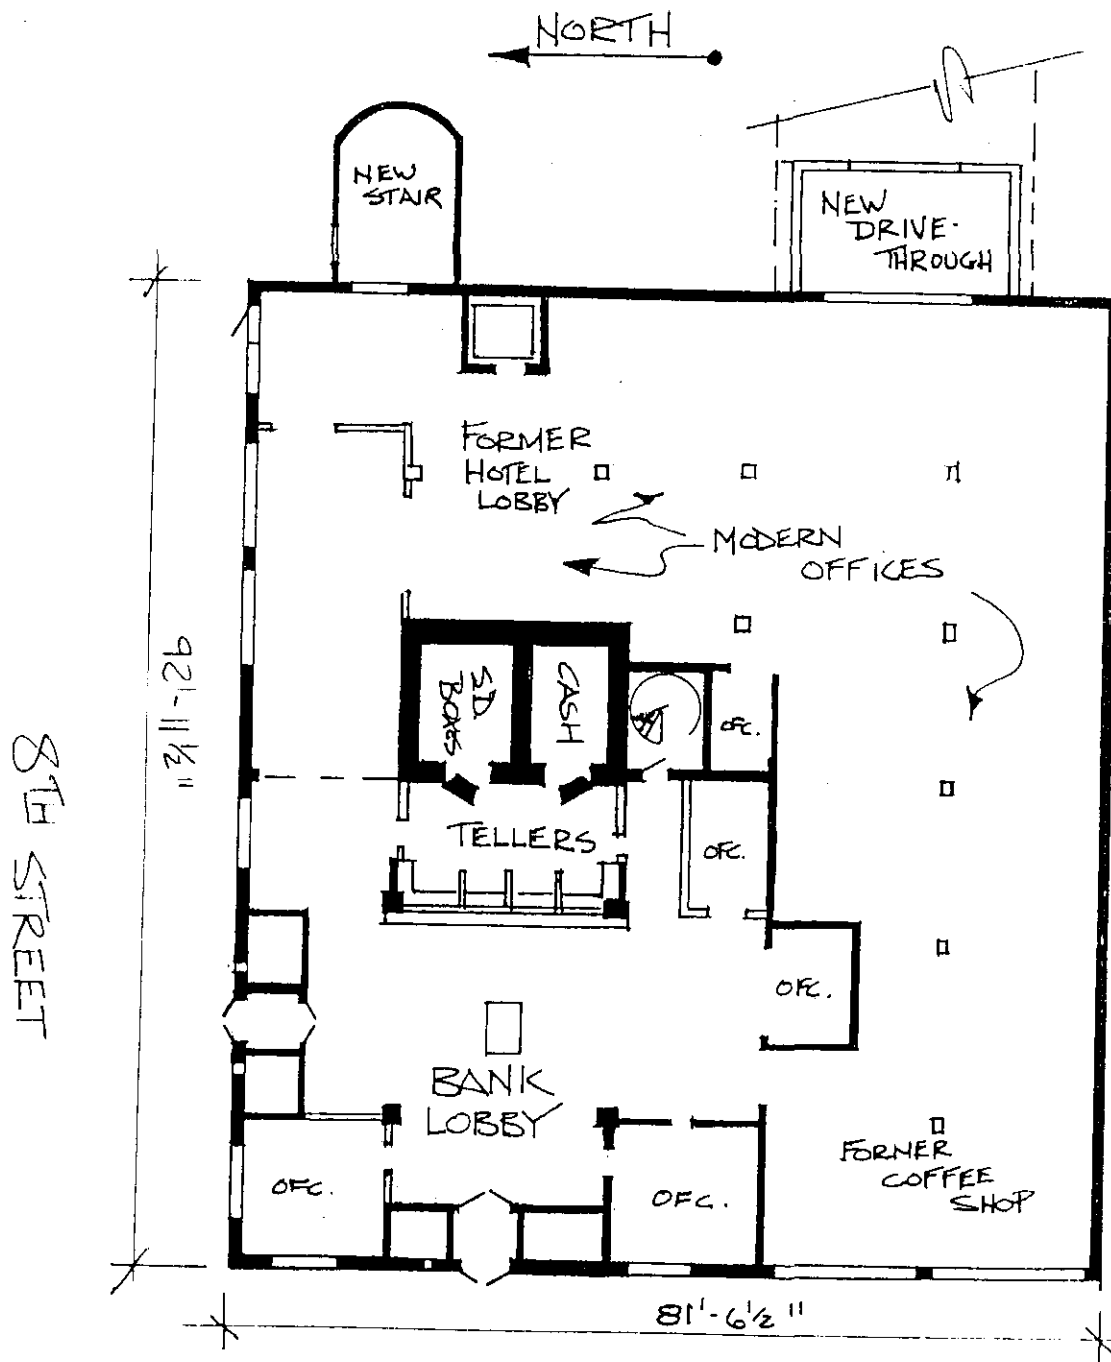 NORTH
NEW
STAIR
NEW
DRIVE-
THROUGH
FORMER
HOTEL
LOBBY
MODERN
OFFICES
92'-11½"
8TH STREET
S.D.
BOXES
CASH
OFC.
TELLERS
OFC.
OFC.
BANK
LOBBY
OFC.
OFC.
FORMER
COFFEE
SHOP
81'-6½"